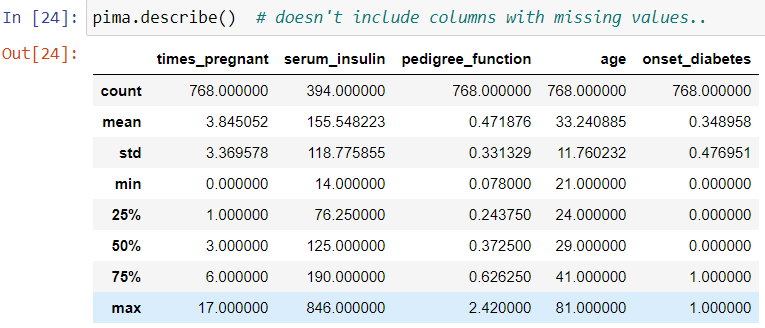 In [24]: pima.describe()  # doesn't include columns with missing values..
Out[24]:
times_pregnant serum_insulin pedigree_function age onset_diabetes
count 768.000000 394.000000 768.000000 768.000000 768.000000
mean 3.845052 155.548223 0.471876 33.240885 0.348958
std 3.369578 118.775855 0.331329 11.760232 0.476951
min 0.000000 14.000000 0.078000 21.000000 0.000000
25% 1.000000 76.250000 0.243750 24.000000 0.000000
50% 3.000000 125.000000 0.372500 29.000000 0.000000
75% 6.000000 190.000000 0.626250 41.000000 1.000000
max 17.000000 846.000000 2.420000 81.000000 1.000000